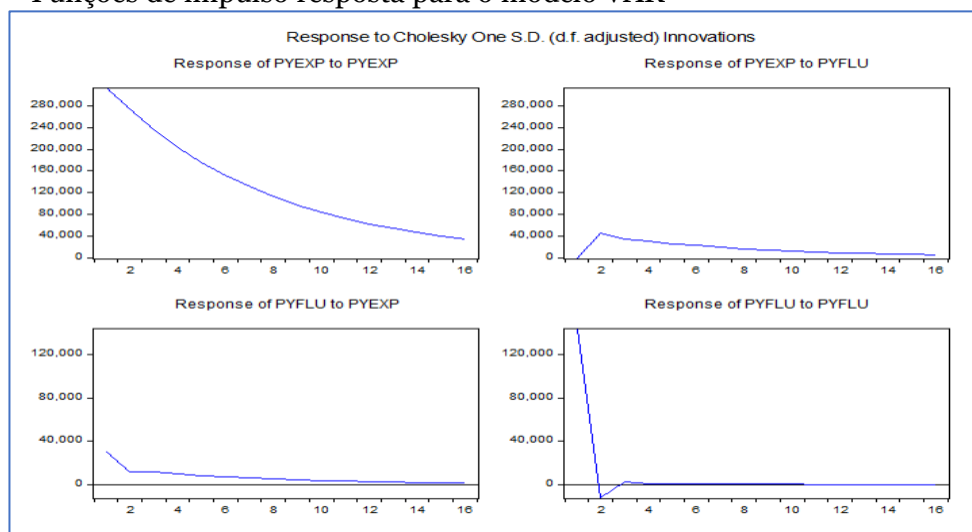 Funções de impulso resposta para o modelo VAR
Response to Cholesky One S.D. (d.f. adjusted) Innovations
Response of PYEXP to PYEXP
280,000
240,000
200,000
160,000
120,000
80,000
40,000
0
2 4 6 8 10 12 14 16
Response of PYEXP to PYFLU
280,000
240,000
200,000
160,000
120,000
80,000
40,000
0
2 4 6 8 10 12 14 16
Response of PYFLU to PYEXP
120,000
80,000
40,000
0
2 4 6 8 10 12 14 16
Response of PYFLU to PYFLU
120,000
80,000
40,000
0
2 4 6 8 10 12 14 16